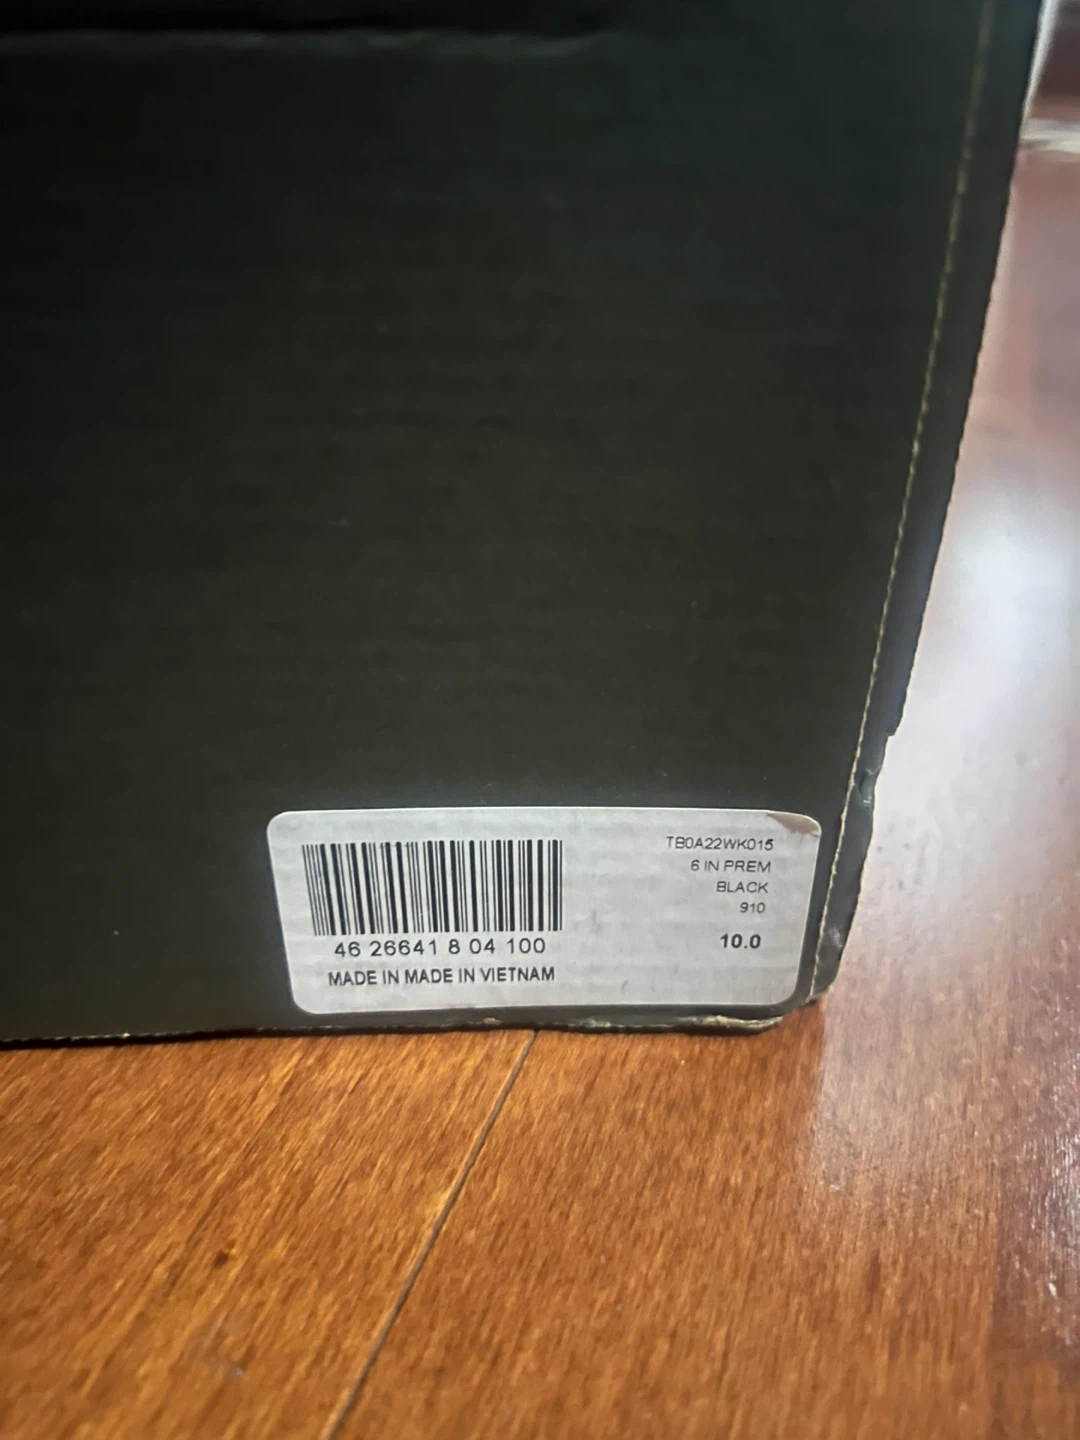 46 26641 8 04 100
MADE IN MADE IN VIETNAM
TB0A22WK015
6 IN PREM
BLACK
910
10.0